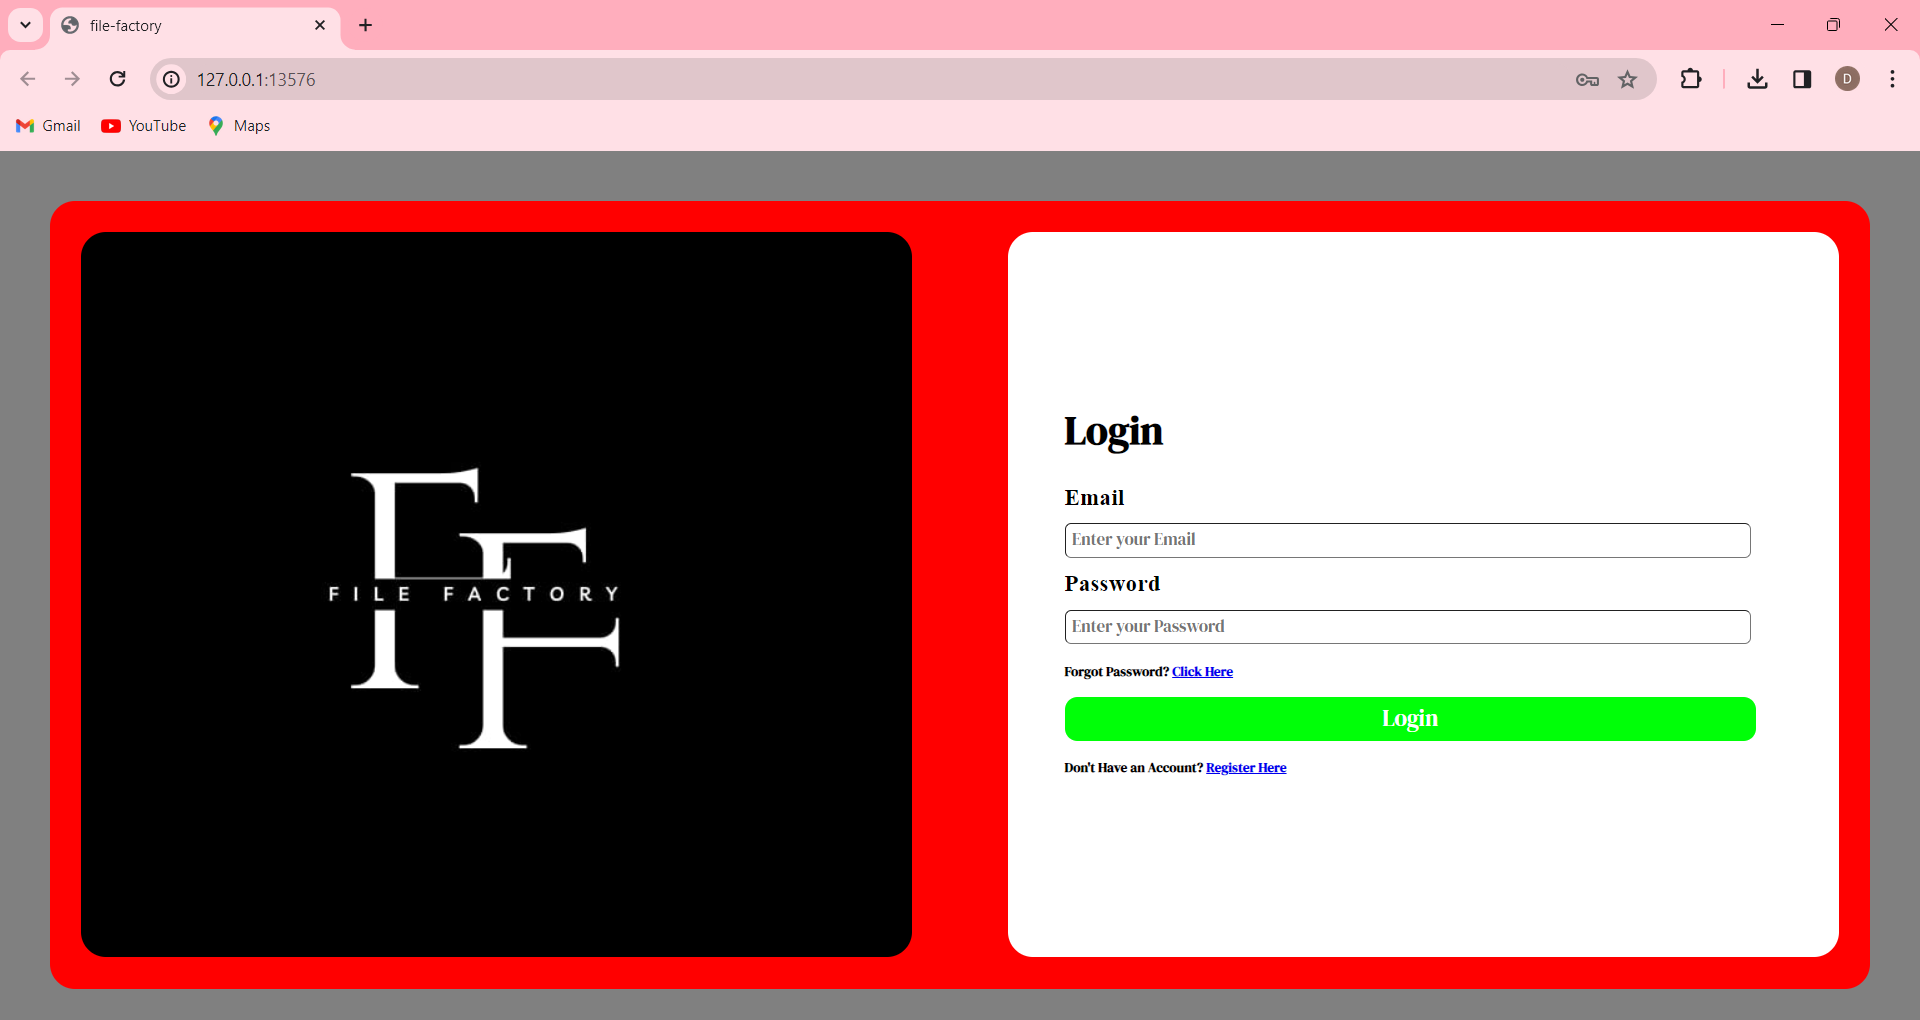 file-factory
127.0.0.1:13576
D
Gmail YouTube Maps
FILE FACTORY
Login
Email
Enter your Email
Password
Enter your Password
Forgot Password? Click Here
Login
Don't Have an Account? Register Here